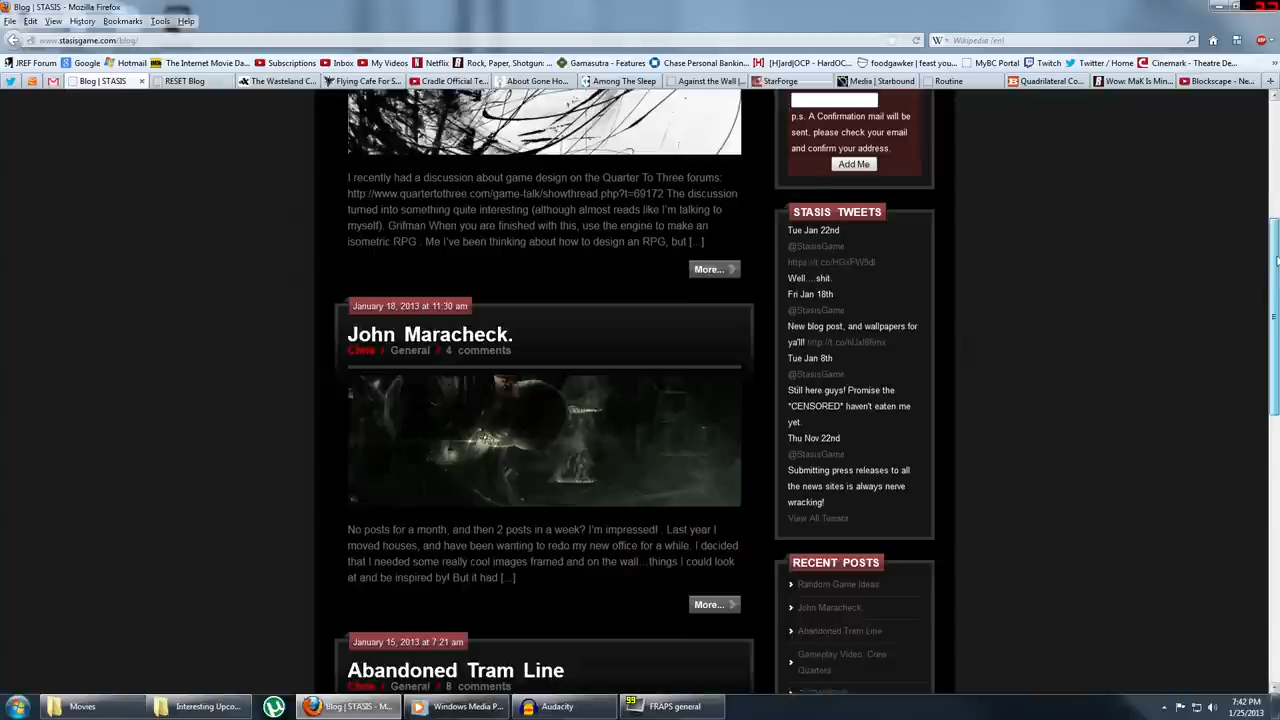 Blog | STASIS - Mozilla Firefox
File Edit View History Bookmarks Tools Help
www.stasisgame.com/blog/
Wikipedia (en)
JREF Forum Google Hotmail The Internet Movie Da... Subscriptions Inbox My Videos Netflix Rock, Paper, Shotgun: ... Gamasutra - Features Chase Personal Bankin... [H]ard|OCP - HardOC... foodgawker | feast you... MyBC Portal Twitch Twitter / Home Cinemark - Theatre De...
Blog | STASIS RESET Blog The Wasteland C... Flying Cafe For S... Cradle Official Te... About Gone Ho... Among The Sleep Against the Wall |... StarForge Media | Starbound Routine Quadrilateral Co... Wow: MaK Is Min... Blockscape - Ne...
p.s. A Confirmation mail will be
sent, please check your email
and confirm your address.
Add Me
I recently had a discussion about game design on the Quarter To Three forums:
http://www.quartertothree.com/game-talk/showthread.php?t=69172 The discussion
turned into something quite interesting (although almost reads like I'm talking to
myself). Grifman When you are finished with this, use the engine to make an
isometric RPG . Me I've been thinking about how to design an RPG, but [...]
More...
January 18, 2013 at 11:30 am
John Maracheck.
Chris / General / 4 comments
No posts for a month, and then 2 posts in a week? I'm impressed! . Last year I
moved houses, and have been wanting to redo my new office for a while. I decided
that I needed some really cool images framed and on the wall...things I could look
at and be inspired by! But it had [...]
More...
January 15, 2013 at 7:21 am
Abandoned Tram Line
Chris / General / 8 comments
STASIS TWEETS
Tue Jan 22nd
@StasisGame
Well....shit.
Fri Jan 18th
@StasisGame
New blog post, and wallpapers for
ya'll!
Tue Jan 8th
@StasisGame
Still here guys! Promise the
*CENSORED* haven't eaten me
yet.
Thu Nov 22nd
@StasisGame
Submitting press releases to all
the news sites is always nerve
wracking!
View All Tweets
RECENT POSTS
Random Game Ideas
John Maracheck.
Abandoned Tram Line
Gameplay Video. Crew
Quarters
Movies Interesting Upco... Blog | STASIS - M... Windows Media P... Audacity FRAPS general
7:42 PM
1/25/2013